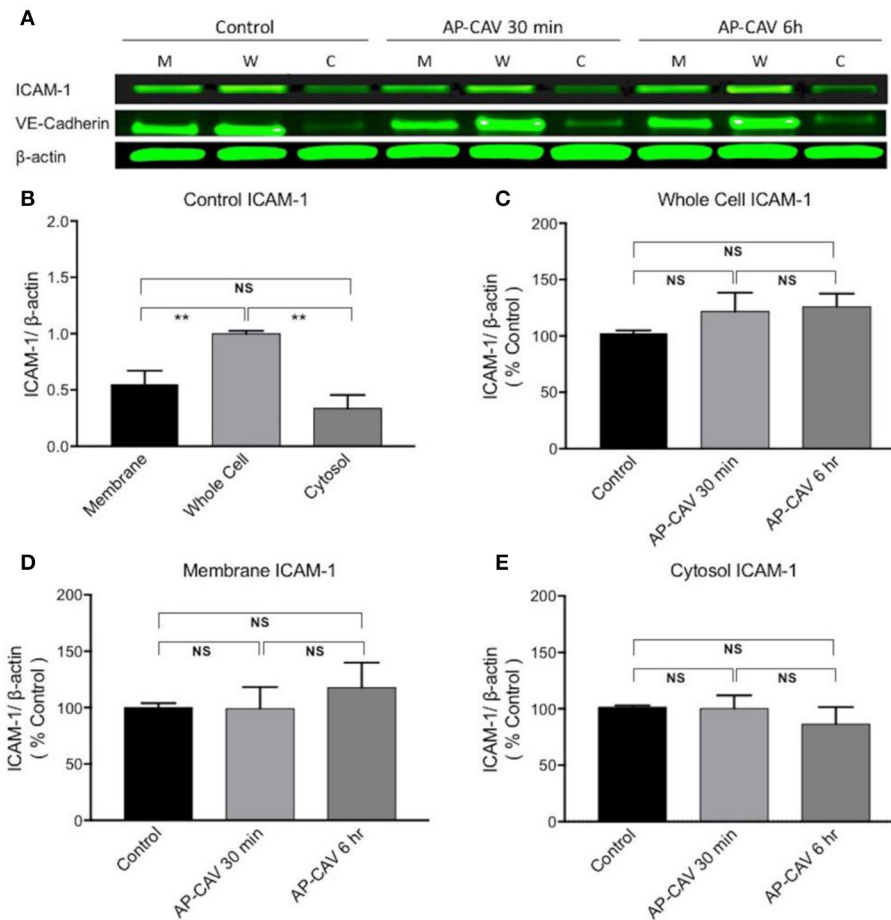 A
Control AP-CAV 30 min AP-CAV 6h
M W C M W C M W C
ICAM-1
VE-Cadherin
β-actin
B
Control ICAM-1
ICAM-1/ β-actin
2.0
1.5
1.0
0.5
0.0
NS
** **
Membrane
Whole Cell
Cytosol
C
Whole Cell ICAM-1
ICAM-1/ β-actin
( % Control )
200
150
100
50
0
NS
NS NS
Control
AP-CAV 30 min
AP-CAV 6 hr
D
Membrane ICAM-1
ICAM-1/ β-actin
( % Control )
200
150
100
50
0
NS
NS NS
Control
AP-CAV 30 min
AP-CAV 6 hr
E
Cytosol ICAM-1
ICAM-1/ β-actin
( % Control )
200
150
100
50
0
NS
NS NS
Control
AP-CAV 30 min
AP-CAV 6 hr